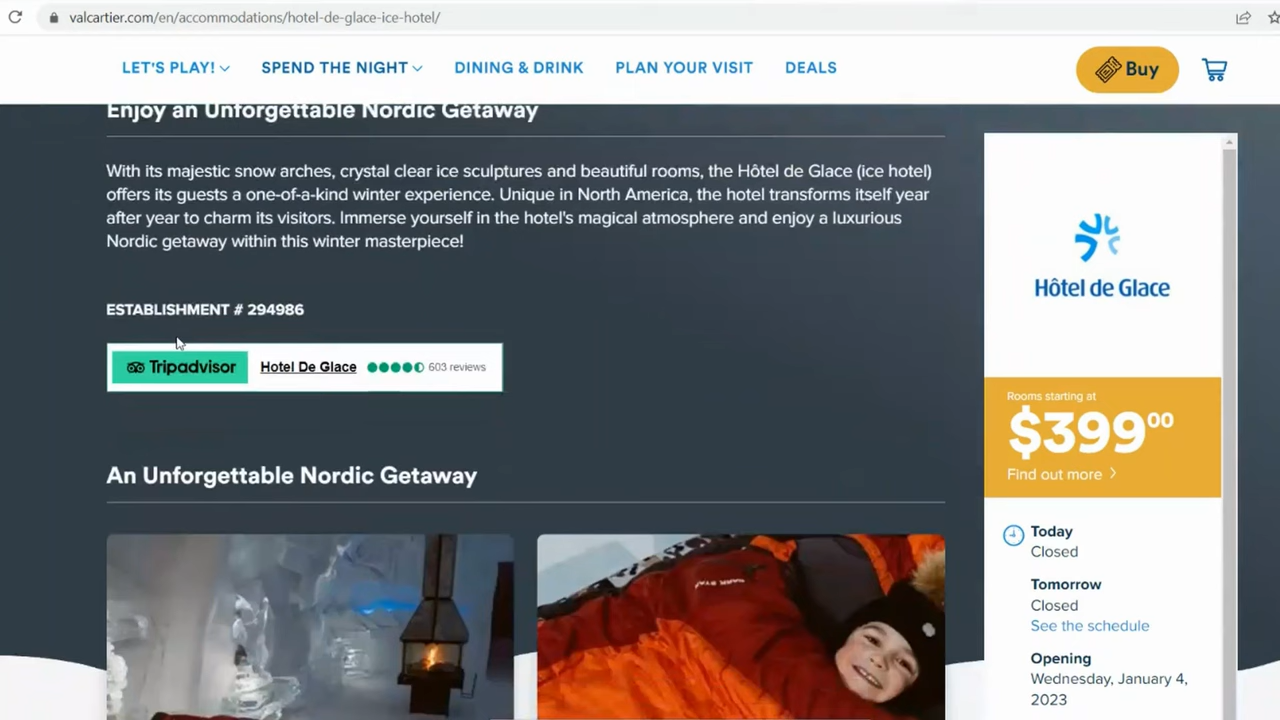 valcartier.com/en/accommodations/hotel-de-glace-ice-hotel/
LET'S PLAY!
SPEND THE NIGHT
DINING & DRINK
PLAN YOUR VISIT
DEALS
Buy
Enjoy an Unforgettable Nordic Getaway
With its majestic snow arches, crystal clear ice sculptures and beautiful rooms, the Hôtel de Glace (ice hotel)
offers its guests a one-of-a-kind winter experience. Unique in North America, the hotel transforms itself year
after year to charm its visitors. Immerse yourself in the hotel's magical atmosphere and enjoy a luxurious
Nordic getaway within this winter masterpiece!
ESTABLISHMENT # 294986
Tripadvisor
Hotel De Glace
603 reviews
An Unforgettable Nordic Getaway
Hôtel de Glace
Rooms starting at
$399⁰⁰
Find out more
Today
Closed
Tomorrow
Closed
See the schedule
Opening
Wednesday, January 4,
2023